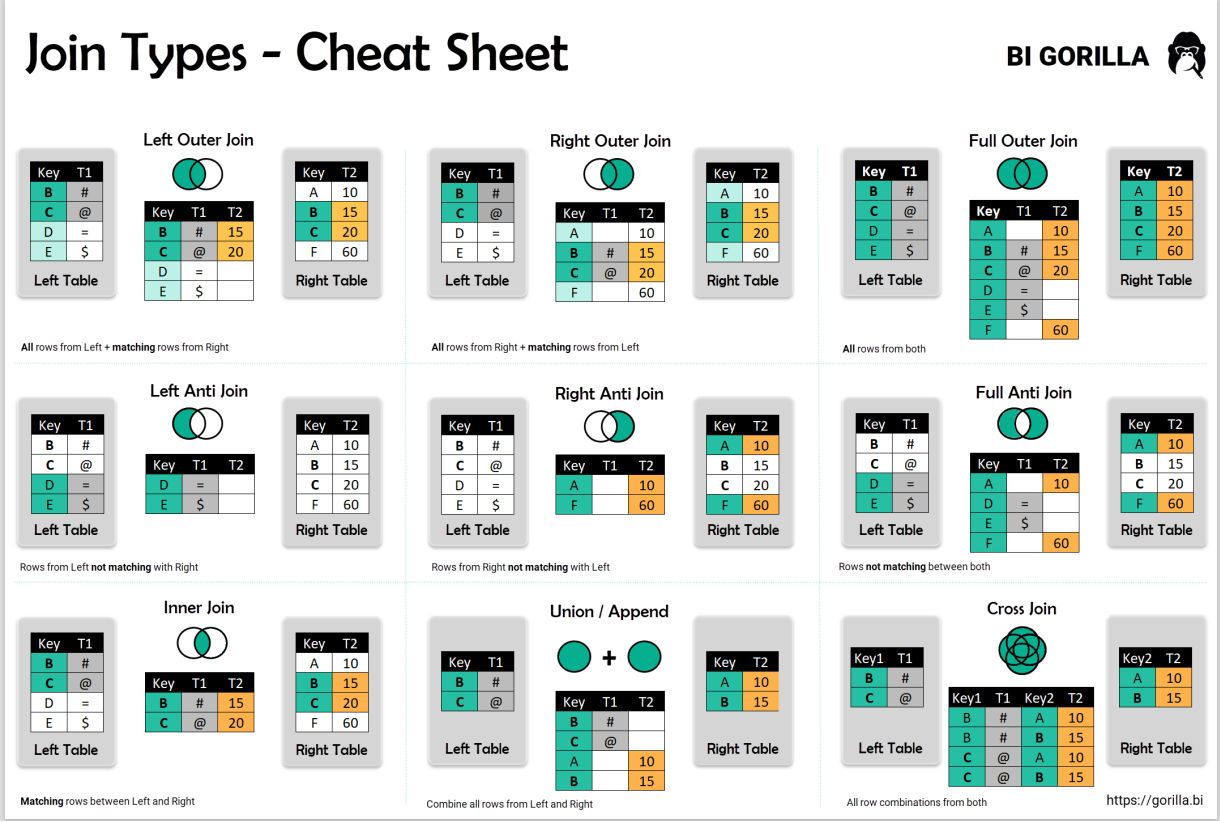 Join Types - Cheat Sheet
BI GORILLA
Left Outer Join
Key T1
B #
C @
D =
E $
Left Table
Key T1 T2
B # 15
C @ 20
D =
E $
Key T2
A 10
B 15
C 20
F 60
Right Table
All rows from Left + matching rows from Right
Right Outer Join
Key T1
B #
C @
D =
E $
Left Table
Key T1 T2
A 10
B # 15
C @ 20
F 60
Key T2
A 10
B 15
C 20
F 60
Right Table
All rows from Right + matching rows from Left
Full Outer Join
Key T1
B #
C @
D =
E $
Left Table
Key T1 T2
A 10
B # 15
C @ 20
D =
E $
F 60
Key T2
A 10
B 15
C 20
F 60
Right Table
All rows from both
Left Anti Join
Key T1
B #
C @
D =
E $
Left Table
Key T1 T2
D =
E $
Key T2
A 10
B 15
C 20
F 60
Right Table
Rows from Left not matching with Right
Right Anti Join
Key T1
B #
C @
D =
E $
Left Table
Key T1 T2
A 10
F 60
Key T2
A 10
B 15
C 20
F 60
Right Table
Rows from Right not matching with Left
Full Anti Join
Key T1
B #
C @
D =
E $
Left Table
Key T1 T2
A 10
D =
E $
F 60
Key T2
A 10
B 15
C 20
F 60
Right Table
Rows not matching between both
Inner Join
Key T1
B #
C @
D =
E $
Left Table
Key T1 T2
B # 15
C @ 20
Key T2
A 10
B 15
C 20
F 60
Right Table
Matching rows between Left and Right
Union / Append
+
Key T1
B #
C @
Left Table
Key T1 T2
B #
C @
A 10
B 15
Key T2
A 10
B 15
Right Table
Combine all rows from Left and Right
Cross Join
Key1 T1
B #
C @
Left Table
Key1 T1 Key2 T2
B # A 10
B # B 15
C @ A 10
C @ B 15
Key2 T2
A 10
B 15
Right Table
All row combinations from both
https://gorilla.bi